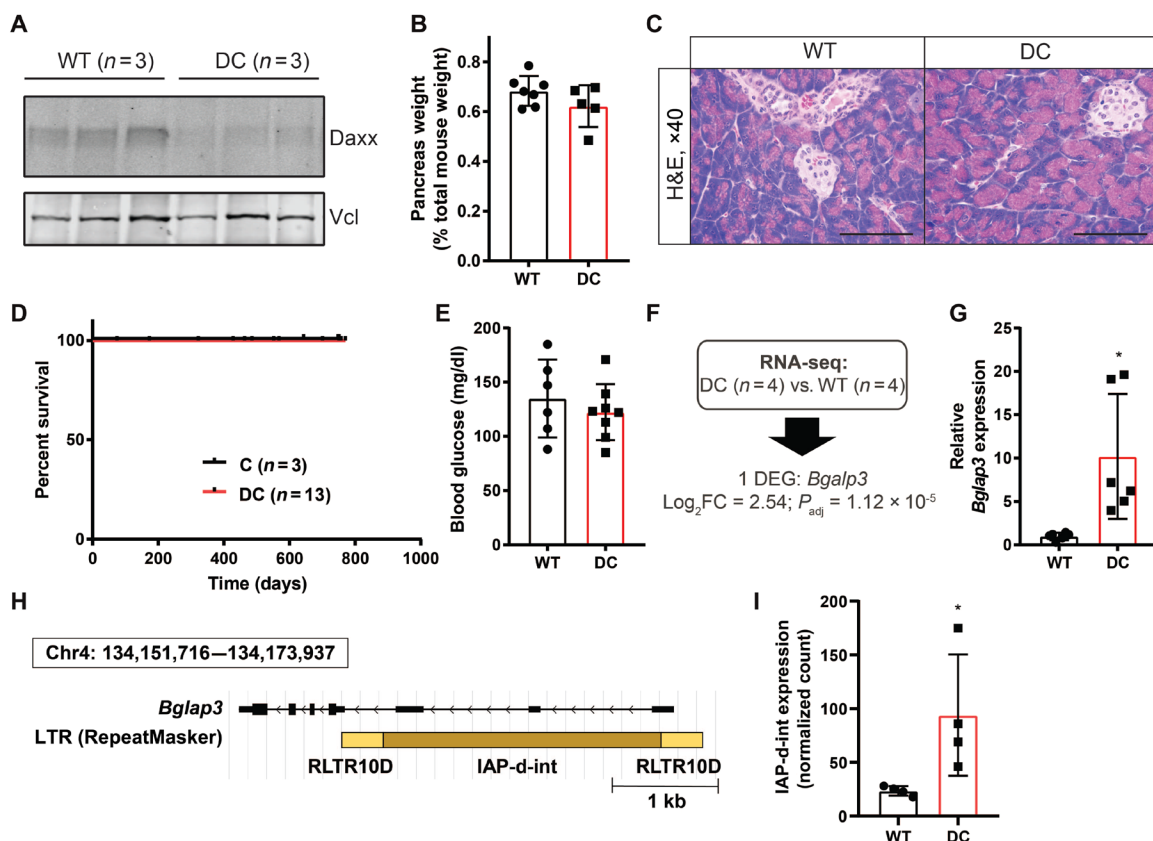 A
WT (n = 3)
DC (n = 3)
Daxx
Vcl
B
Pancreas weight
(% total mouse weight)
0.8
0.6
0.4
0.2
0.0
WT
DC
C
WT
DC
H&E, ×40
D
Percent survival
100
50
0
0
200
400
600
800
1000
Time (days)
C (n = 3)
DC (n = 13)
E
Blood glucose (mg/dl)
200
150
100
50
0
WT
DC
F
RNA-seq:
DC (n = 4) vs. WT (n = 4)
1 DEG: Bgalp3
Log₂FC = 2.54; Padj = 1.12 × 10⁻⁵
G
Relative
Bglap3 expression
25
20
15
10
5
0
*
WT
DC
H
Chr4: 134,151,716—134,173,937
Bglap3
LTR (RepeatMasker)
RLTR10D
IAP-d-int
RLTR10D
1 kb
I
IAP-d-int expression
(normalized count)
200
150
100
50
0
*
WT
DC